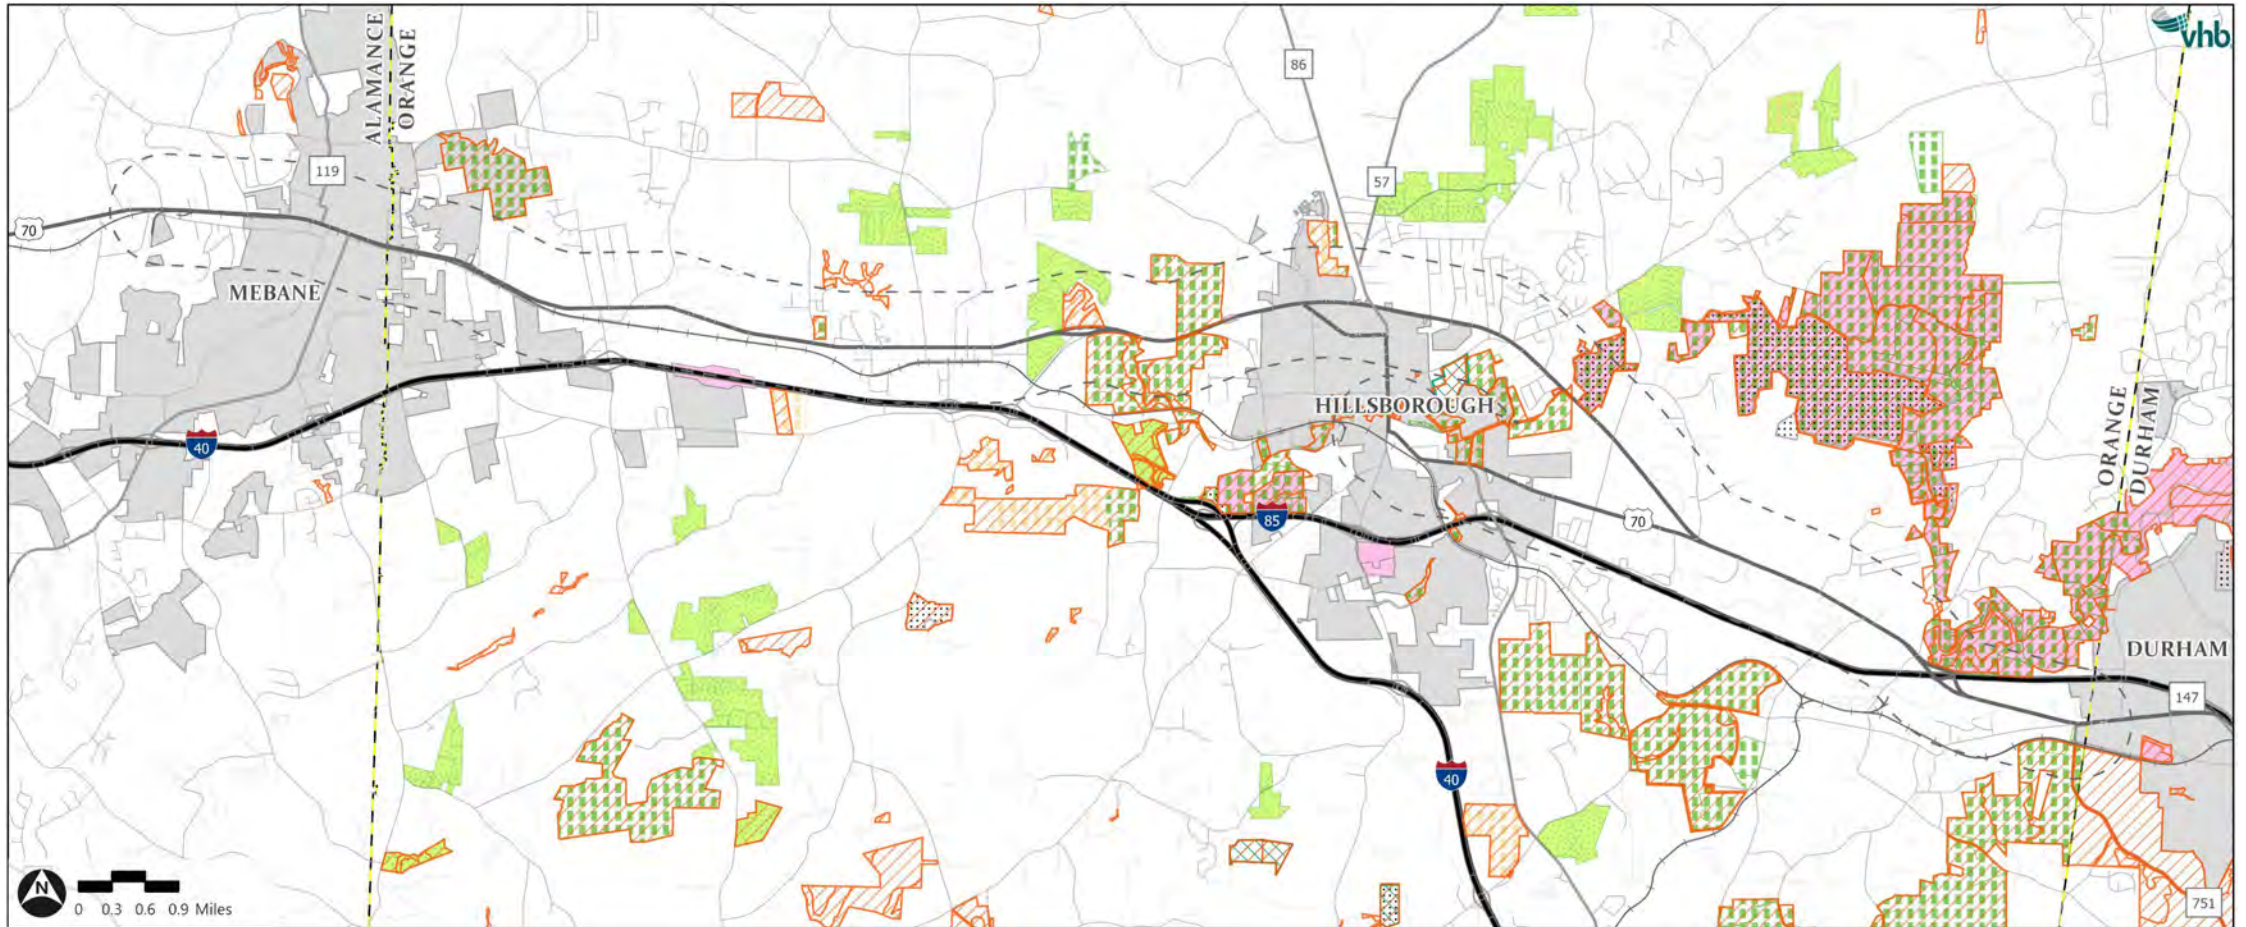 vhb
ALAMANCE
ORANGE
86
119
57
70
MEBANE
HILLSBOROUGH
ORANGE
DURHAM
40
85
70
DURHAM
147
40
N
0 0.3 0.6 0.9 Miles
751